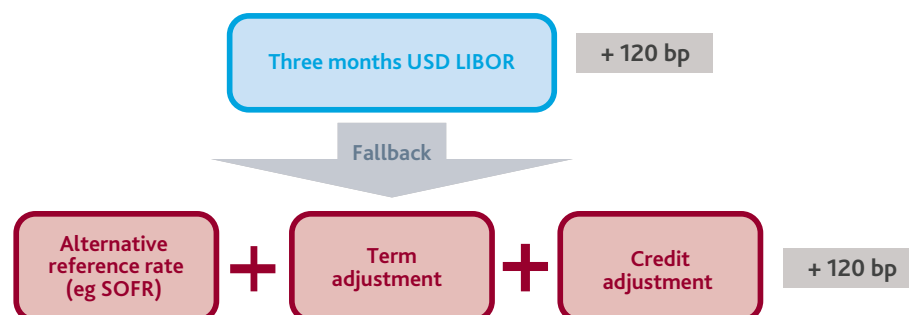 Three months USD LIBOR
+ 120 bp
Fallback
Alternative
reference rate
(eg SOFR)
+
Term
adjustment
+
Credit
adjustment
+ 120 bp